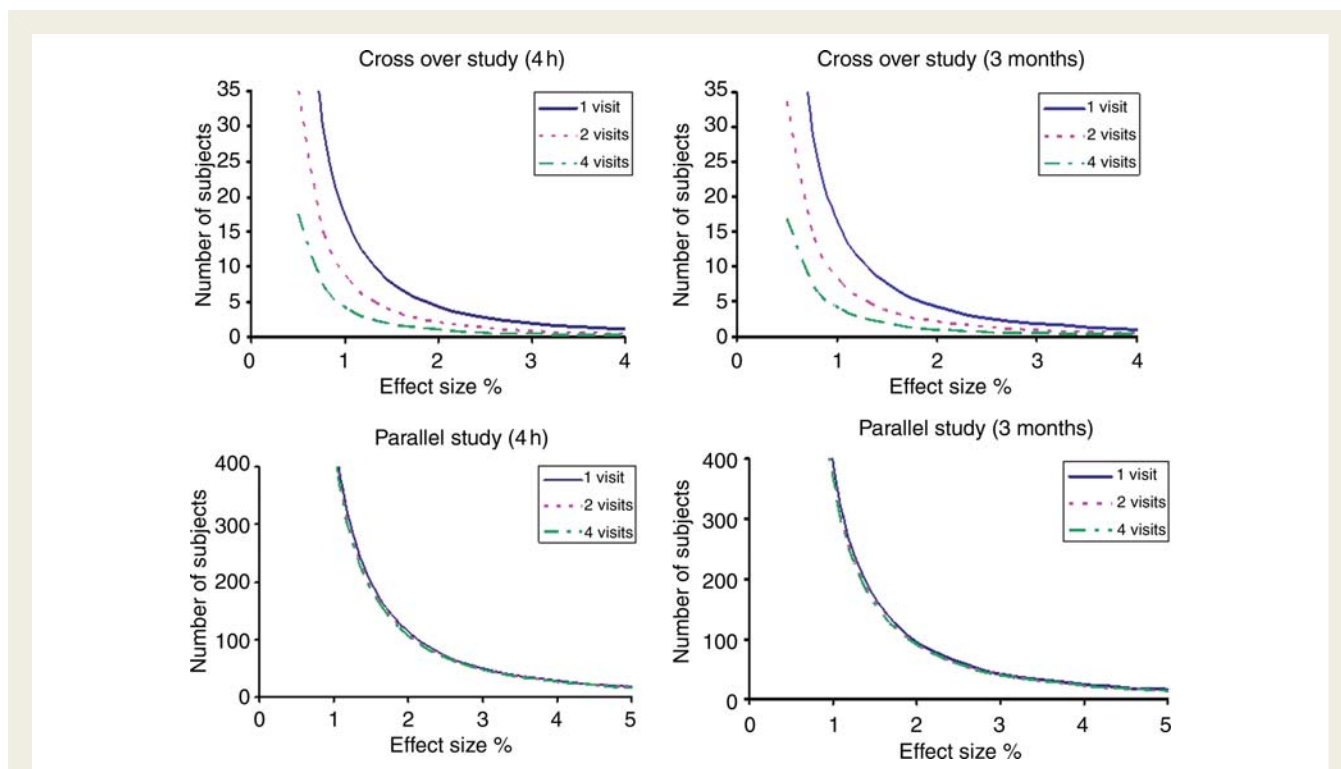 Cross over study (4 h)
35
30
25
20
15
10
5
0
Number of subjects
1 visit
2 visits
4 visits
0 1 2 3 4
Effect size %
Cross over study (3 months)
35
30
25
20
15
10
5
0
Number of subjects
1 visit
2 visits
4 visits
0 1 2 3 4
Effect size %
Parallel study (4 h)
400
300
200
100
0
Number of subjects
1 visit
2 visits
4 visits
0 1 2 3 4 5
Effect size %
Parallel study (3 months)
400
300
200
100
0
Number of subjects
1 visit
2 visits
4 visits
0 1 2 3 4 5
Effect size %